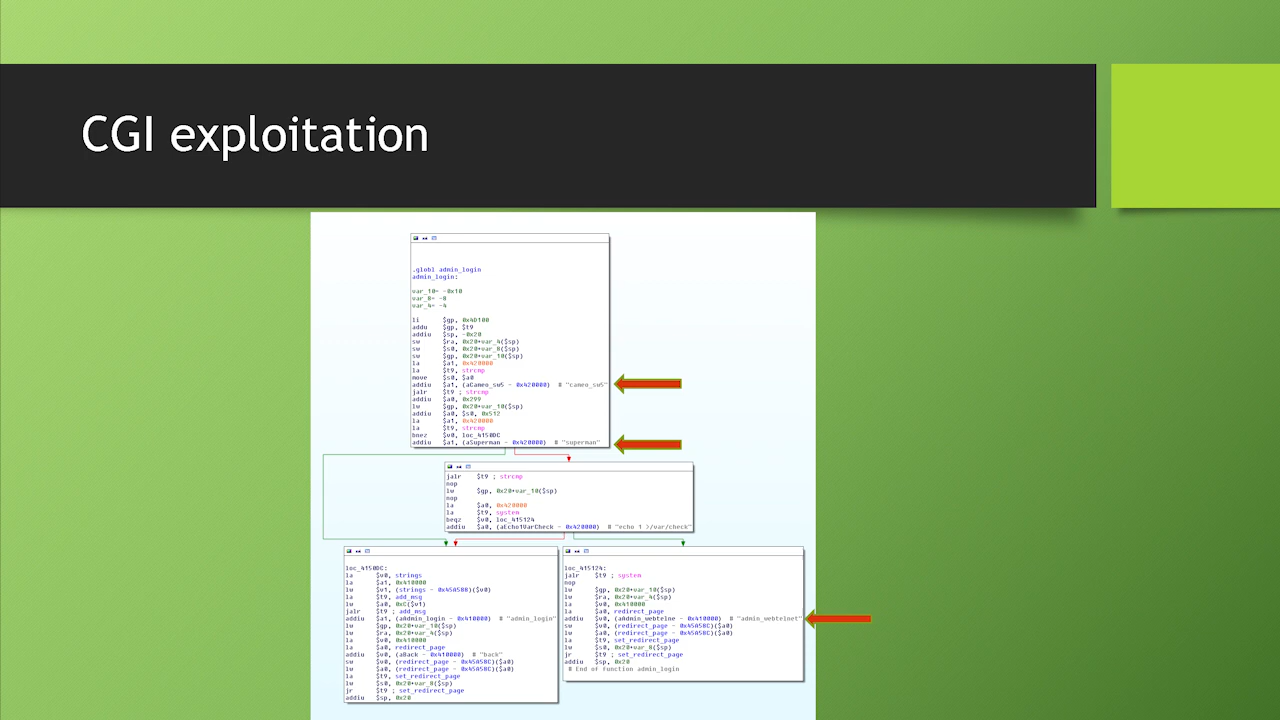 CGI exploitation
.globl admin_login
admin_login:
var_10= -0x10
var_8= -8
var_4= -4
li $gp, 0x4D100
addu $gp, $t9
addiu $sp, -0x20
sw $ra, 0x20+var_4($sp)
sw $s0, 0x20+var_8($sp)
sw $gp, 0x20+var_10($sp)
la $a1, 0x420000
la $t9, strcmp
move $s0, $a0
addiu $a1, (aCameo_sw5 - 0x420000) # "cameo_sw5"
jalr $t9 ; strcmp
addiu $a0, 0x299
lw $gp, 0x20+var_10($sp)
addiu $a0, $s0, 0x512
la $a1, 0x420000
la $t9, strcmp
bnez $v0, loc_4150DC
addiu $a1, (aSuperman - 0x420000) # "superman"
jalr $t9 ; strcmp
nop
lw $gp, 0x20+var_10($sp)
nop
la $a0, 0x420000
la $t9, system
beqz $v0, loc_415124
addiu $a0, (aEcho1VarCheck - 0x420000) # "echo 1 >/var/check"
loc_4150DC:
la $v0, strings
la $a1, 0x410000
lw $v1, (strings - 0x45A5B8)($v0)
la $t9, add_msg
lw $a0, 0xC($v1)
jalr $t9 ; add_msg
addiu $a1, (aAdmin_login - 0x410000) # "admin_login"
lw $gp, 0x20+var_10($sp)
lw $ra, 0x20+var_4($sp)
la $v0, 0x410000
la $a0, redirect_page
addiu $v0, (aBack - 0x410000) # "back"
sw $v0, (redirect_page - 0x45A5BC)($a0)
lw $a0, (redirect_page - 0x45A5BC)($a0)
la $t9, set_redirect_page
lw $s0, 0x20+var_8($sp)
jr $t9 ; set_redirect_page
addiu $sp, 0x20
loc_415124:
jalr $t9 ; system
nop
lw $gp, 0x20+var_10($sp)
lw $ra, 0x20+var_4($sp)
la $v0, 0x410000
la $a0, redirect_page
addiu $v0, (aAdmin_webtelne - 0x410000) # "admin_webtelnet"
sw $v0, (redirect_page - 0x45A5BC)($a0)
lw $a0, (redirect_page - 0x45A5BC)($a0)
la $t9, set_redirect_page
lw $s0, 0x20+var_8($sp)
jr $t9 ; set_redirect_page
addiu $sp, 0x20
# End of function admin_login